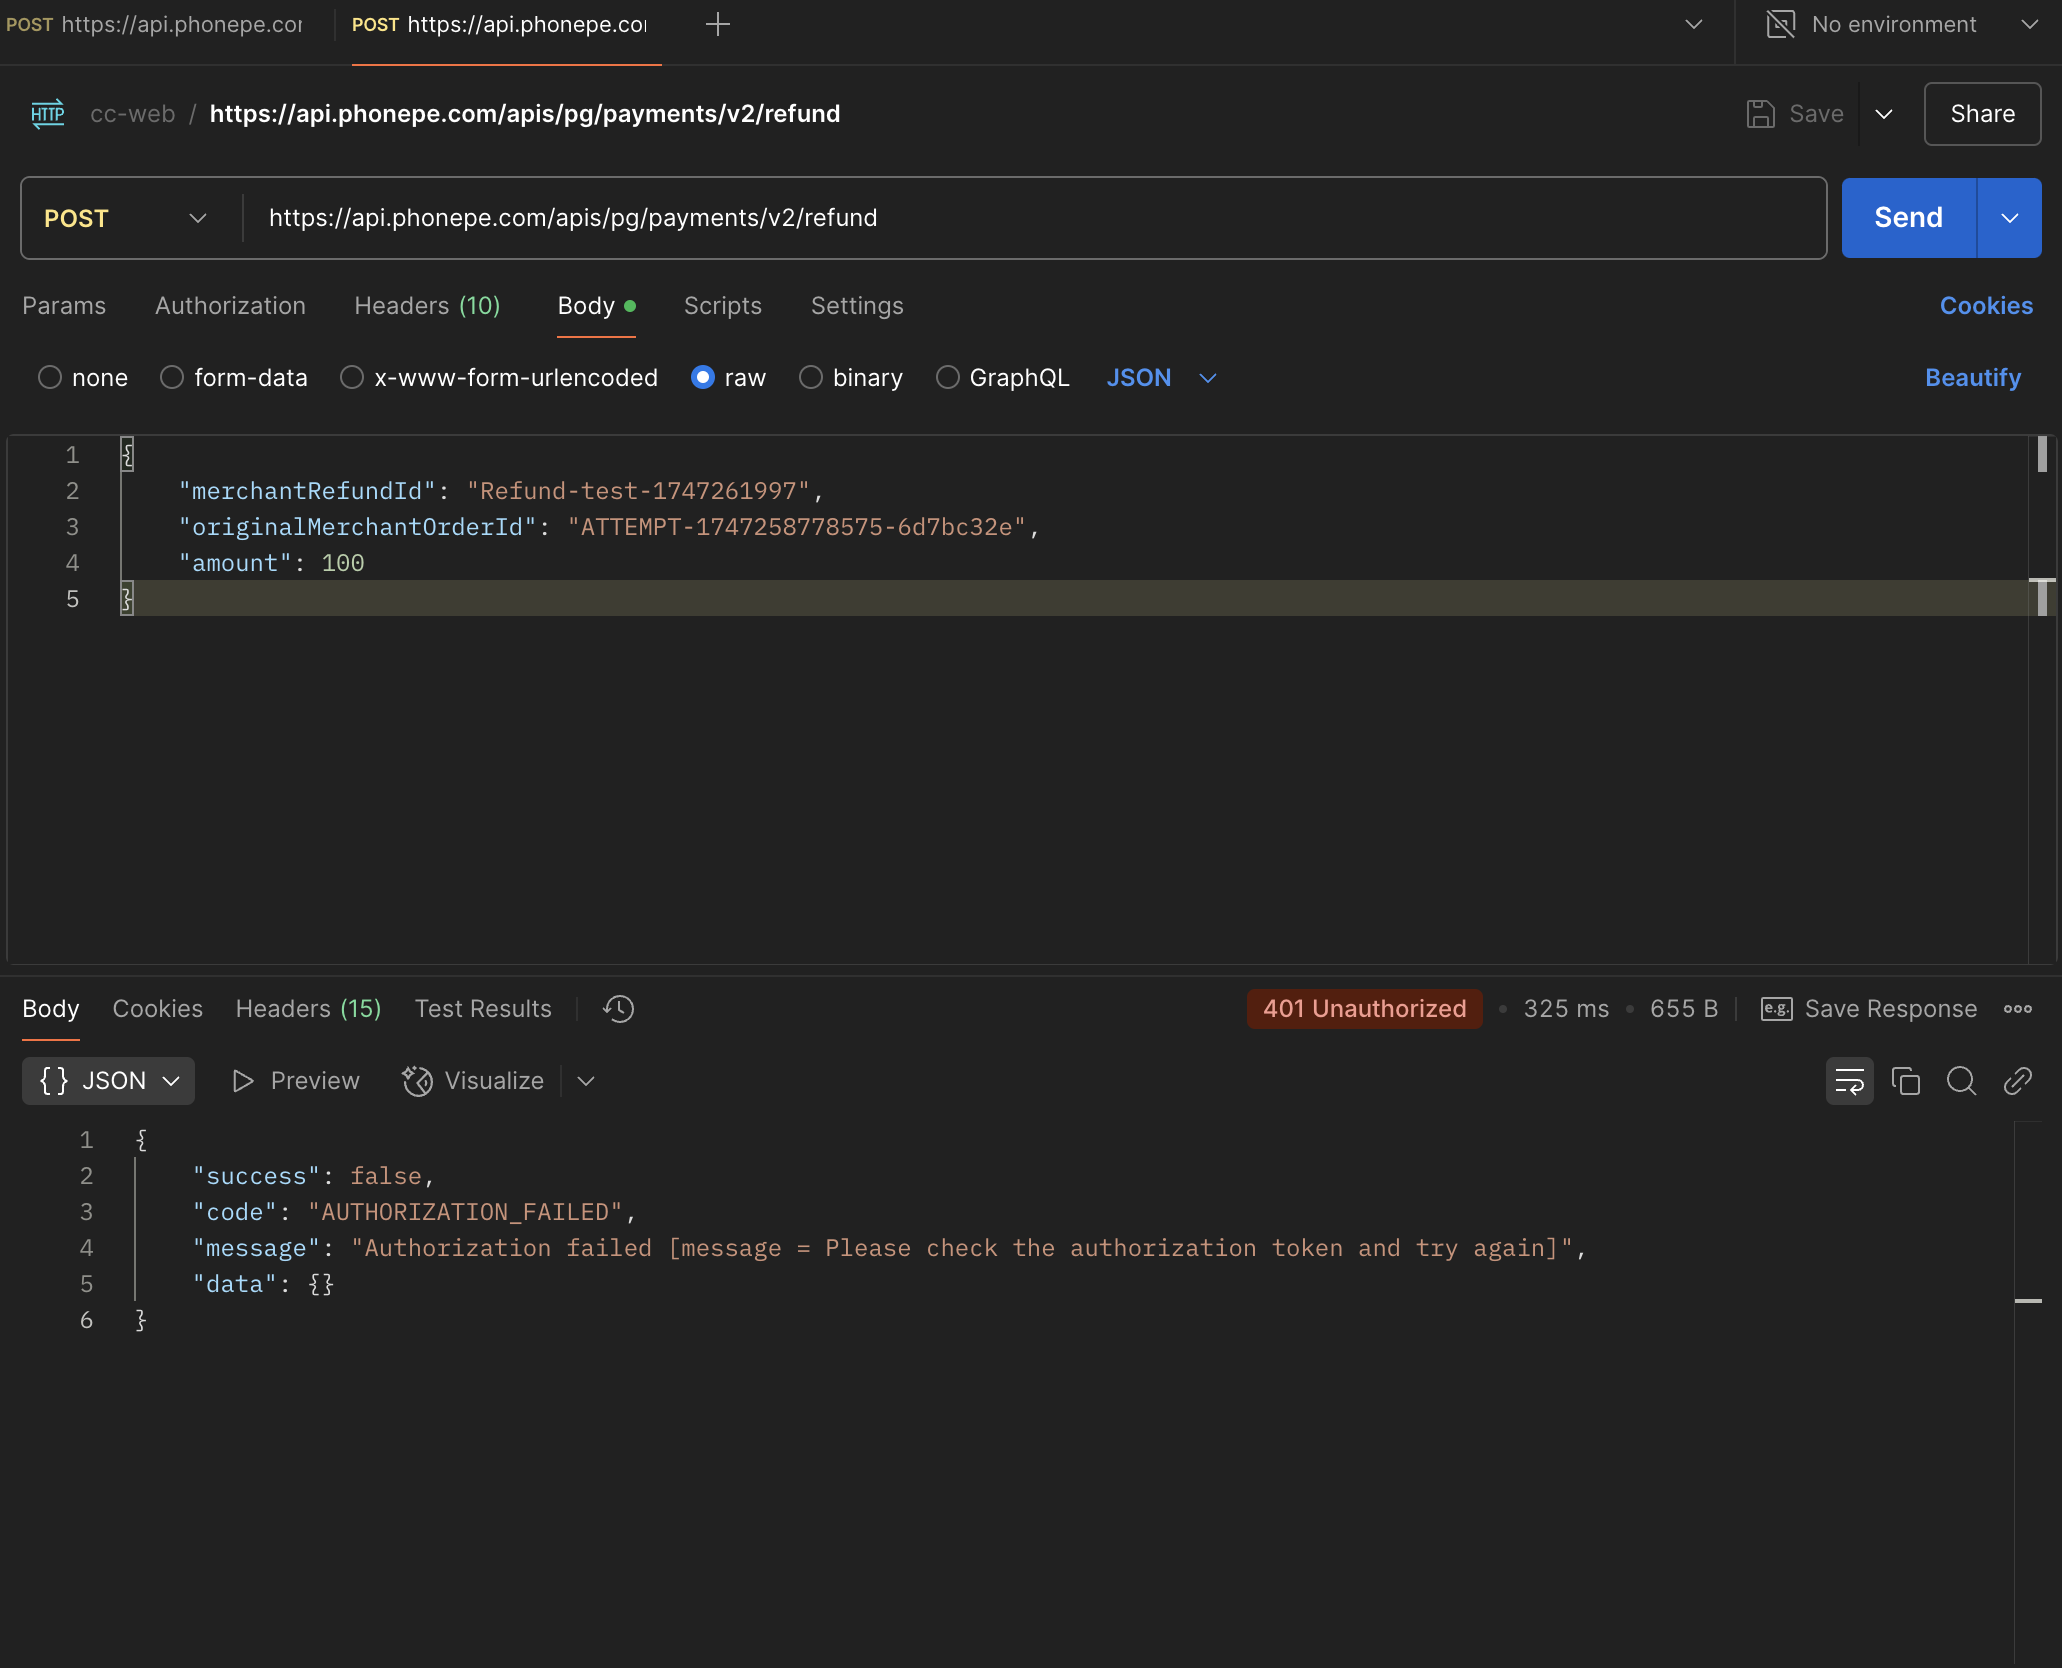 POST https://api.phonepe.cor POST https://api.phonepe.co No environment
HTTP cc-web / https://api.phonepe.com/apis/pg/payments/v2/refund Save Share
POST https://api.phonepe.com/apis/pg/payments/v2/refund Send
Params Authorization Headers (10) Body Scripts Settings Cookies
none form-data x-www-form-urlencoded raw binary GraphQL JSON Beautify
1 {
2 "merchantRefundId": "Refund-test-1747261997",
3 "originalMerchantOrderId": "ATTEMPT-1747258778575-6d7bc32e",
4 "amount": 100
5 }
Body Cookies Headers (15) Test Results 401 Unauthorized • 325 ms • 655 B e.g. Save Response
{} JSON Preview Visualize
1 {
2 "success": false,
3 "code": "AUTHORIZATION_FAILED",
4 "message": "Authorization failed [message = Please check the authorization token and try again]",
5 "data": {}
6 }